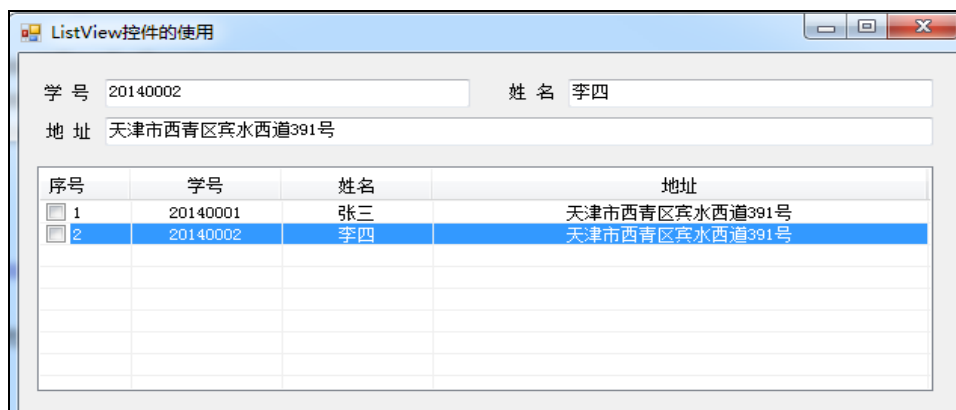 ListView控件的使用
学 号 20140002 姓 名 李四
地 址 天津市西青区宾水西道391号
序号 学号 姓名 地址
1 20140001 张三 天津市西青区宾水西道391号
2 20140002 李四 天津市西青区宾水西道391号